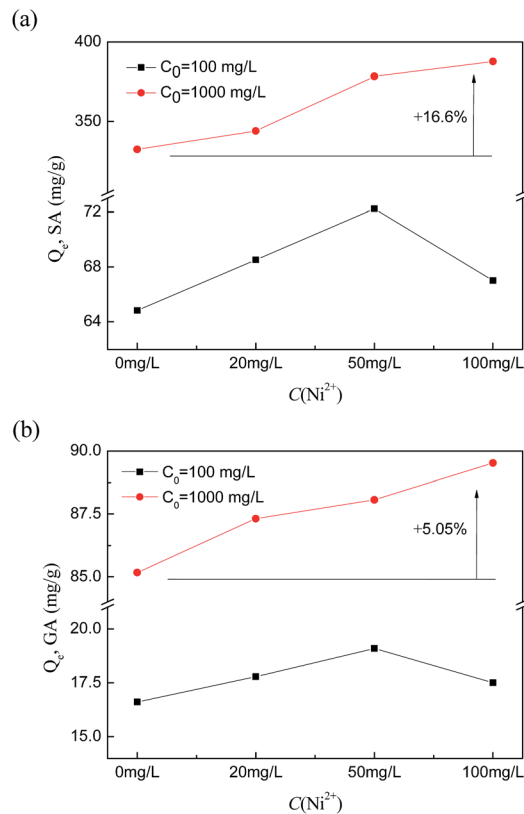 (a)
400
C0=100 mg/L
C0=1000 mg/L
350
+16.6%
72
68
64
Qe, SA (mg/g)
0mg/L 20mg/L 50mg/L 100mg/L
C(Ni2+)
(b)
90.0
C0=100 mg/L
C0=1000 mg/L
87.5
+5.05%
85.0
20.0
17.5
15.0
Qe, GA (mg/g)
0mg/L 20mg/L 50mg/L 100mg/L
C(Ni2+)